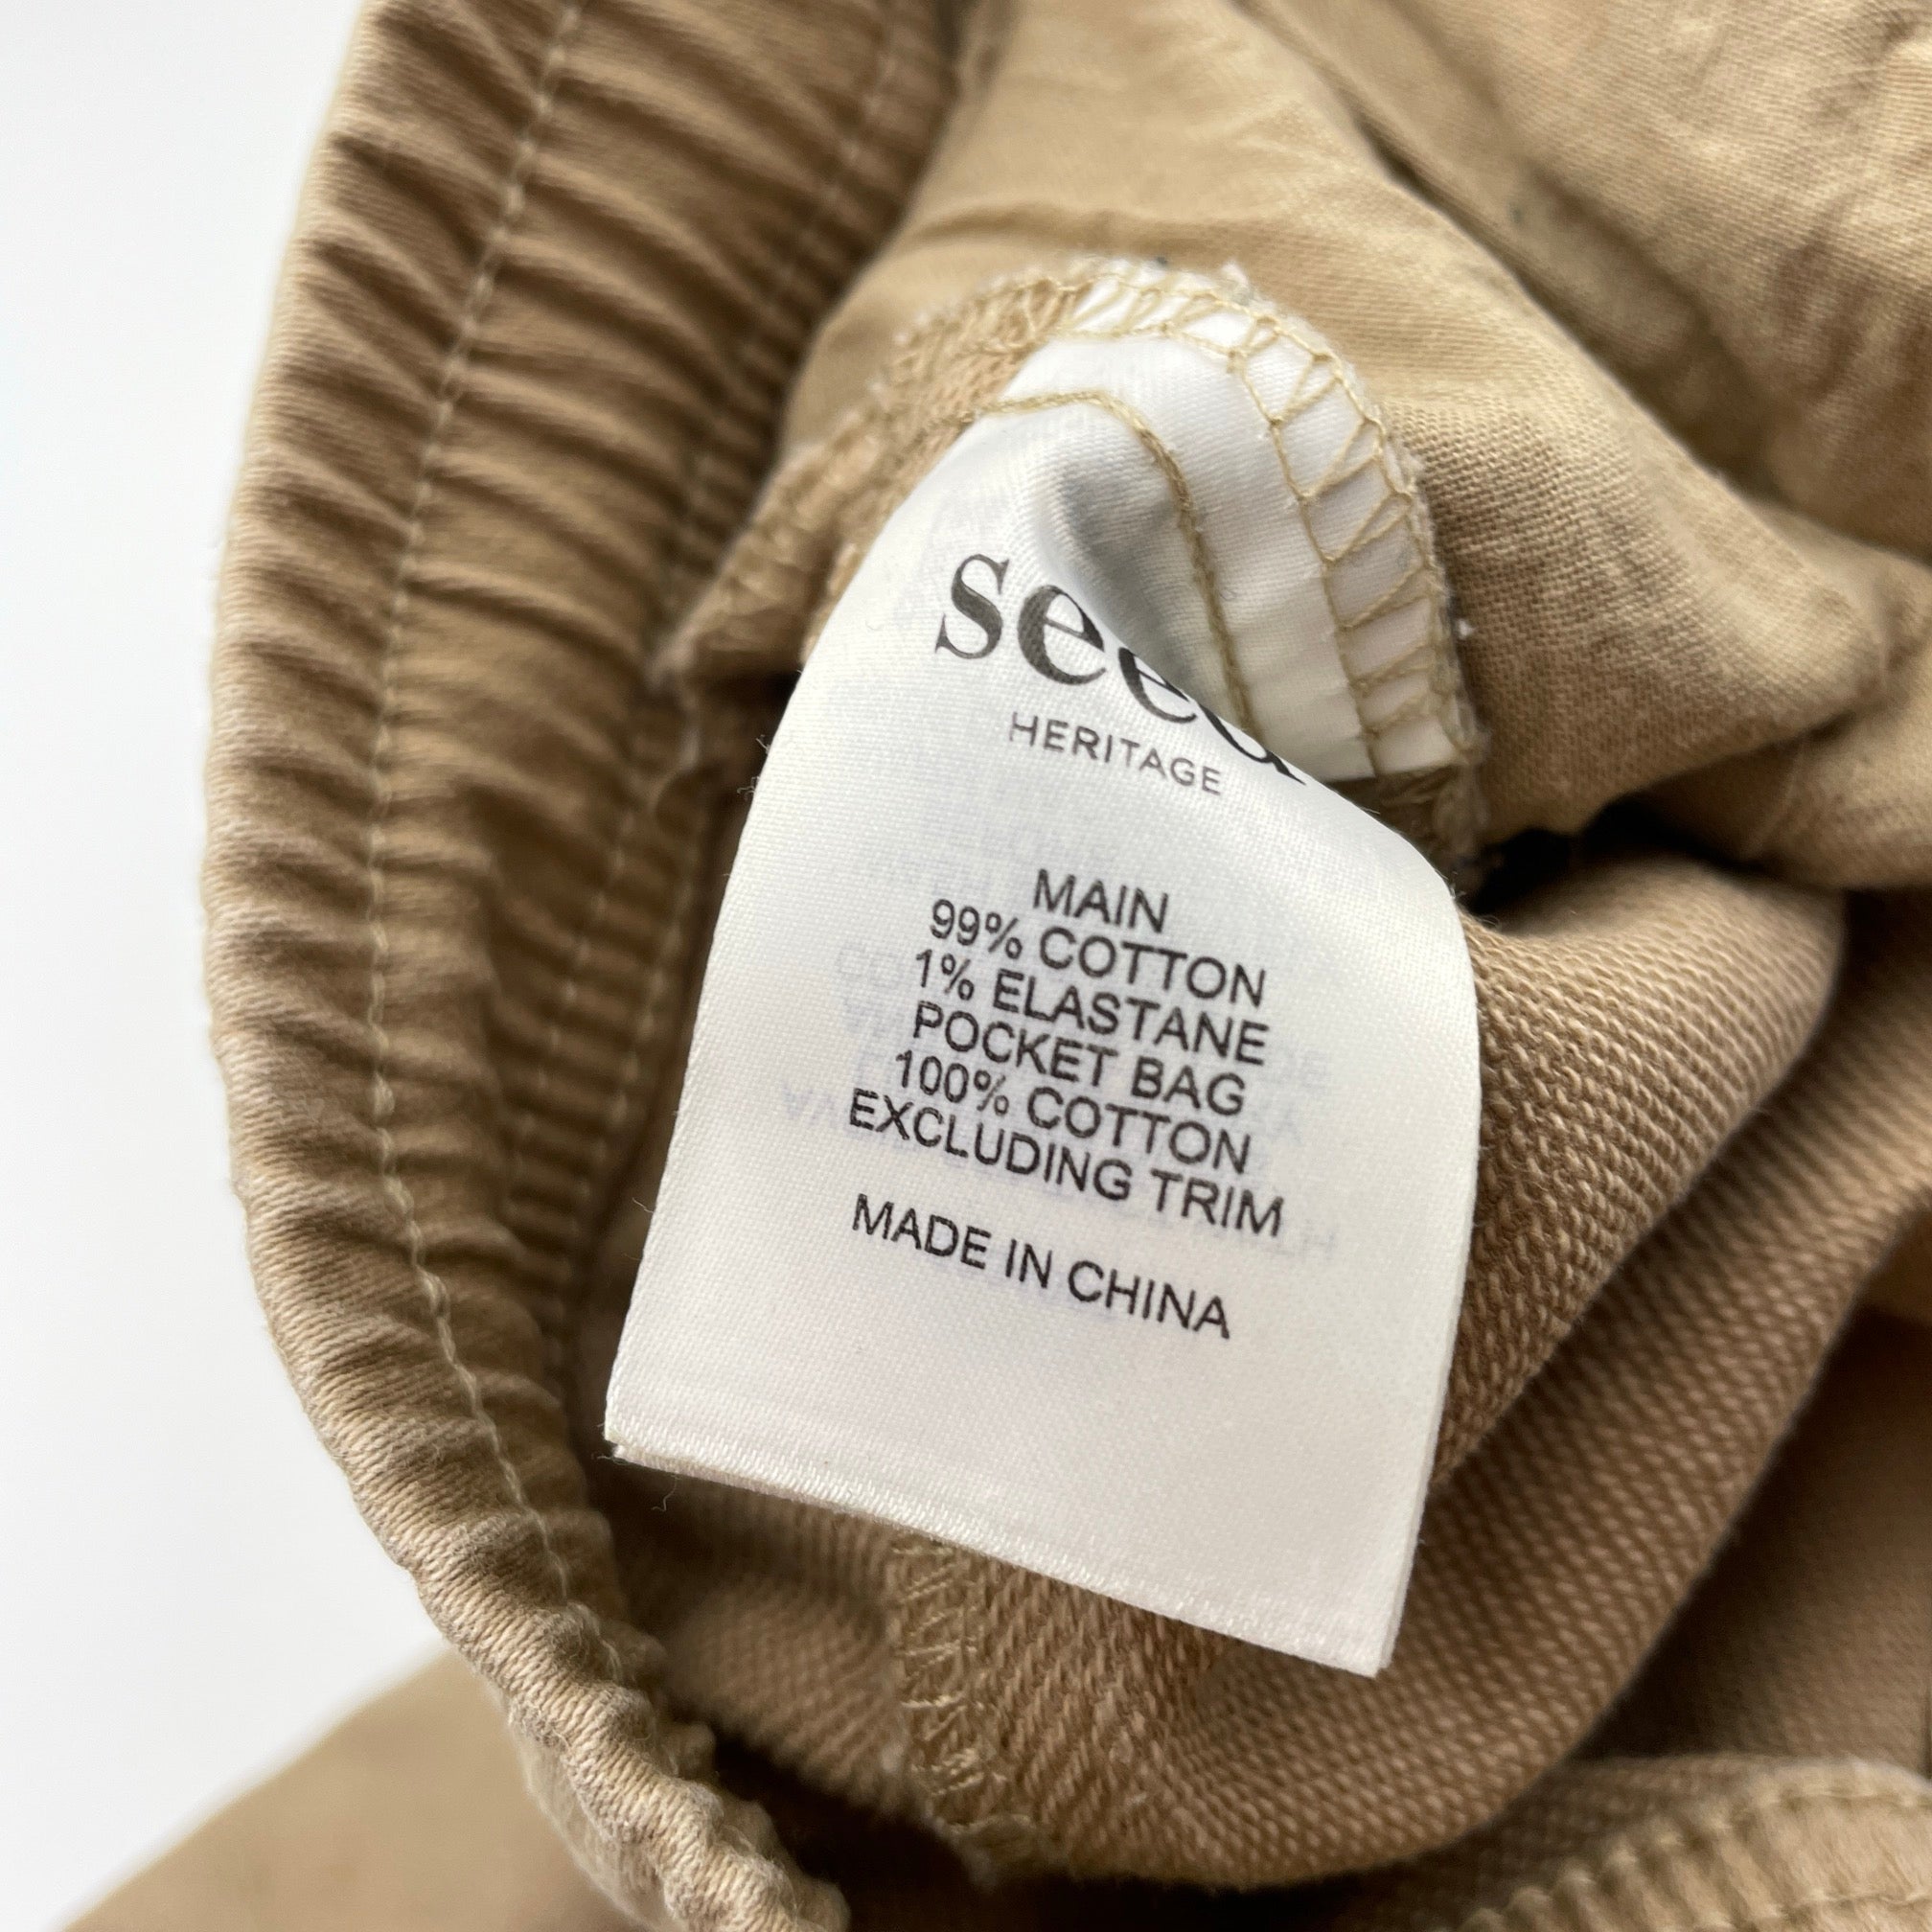 seed
HERITAGE
MAIN
99% COTTON
1% ELASTANE
POCKET BAG
100% COTTON
EXCLUDING TRIM
MADE IN CHINA